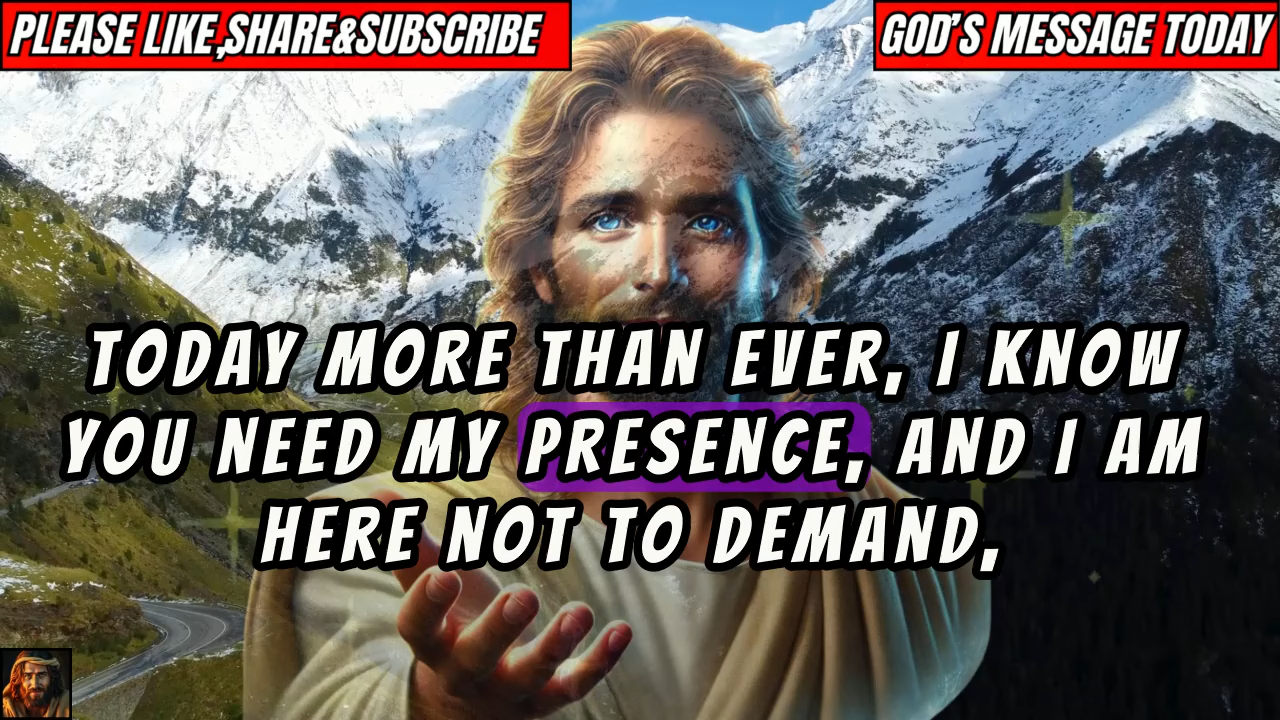 PLEASE LIKE,SHARE&SUBSCRIBE
GOD'S MESSAGE TODAY
TODAY MORE THAN EVER, I KNOW
YOU NEED MY PRESENCE, AND I AM
HERE NOT TO DEMAND,